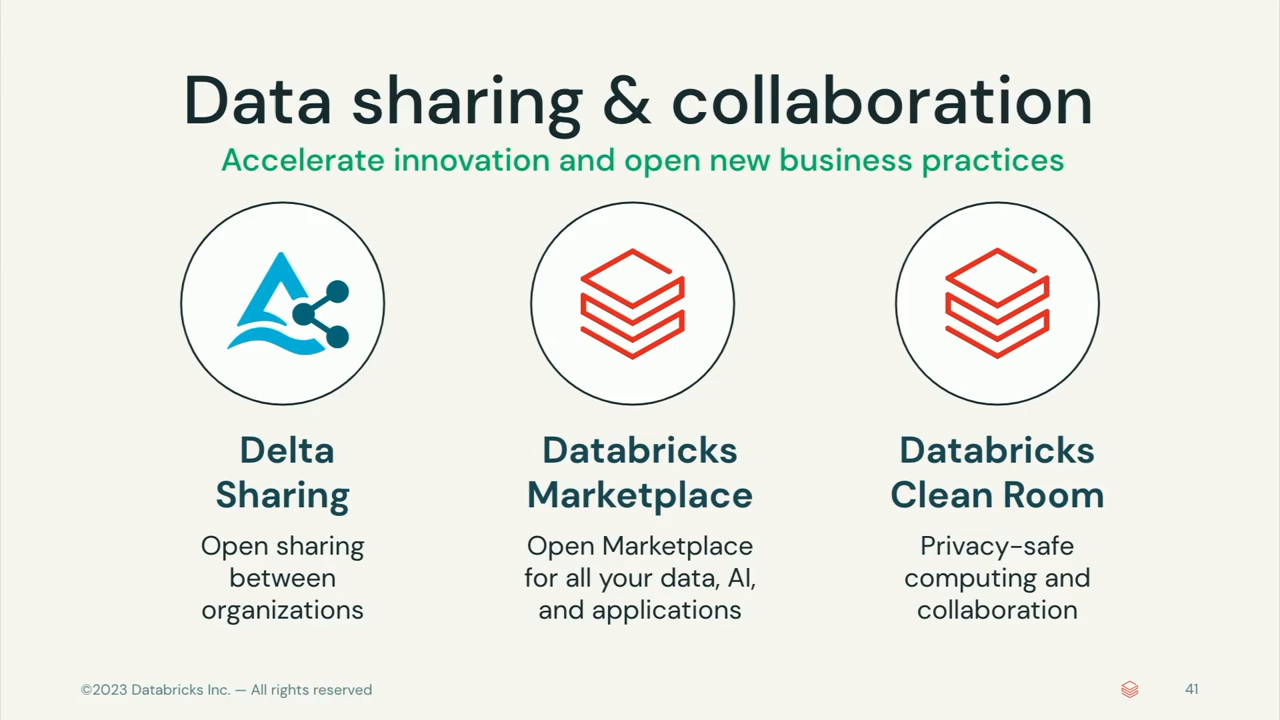 Data sharing & collaboration
Accelerate innovation and open new business practices
Delta
Sharing
Open sharing
between
organizations
Databricks
Marketplace
Open Marketplace
for all your data, AI,
and applications
Databricks
Clean Room
Privacy-safe
computing and
collaboration
©2023 Databricks Inc. — All rights reserved
41